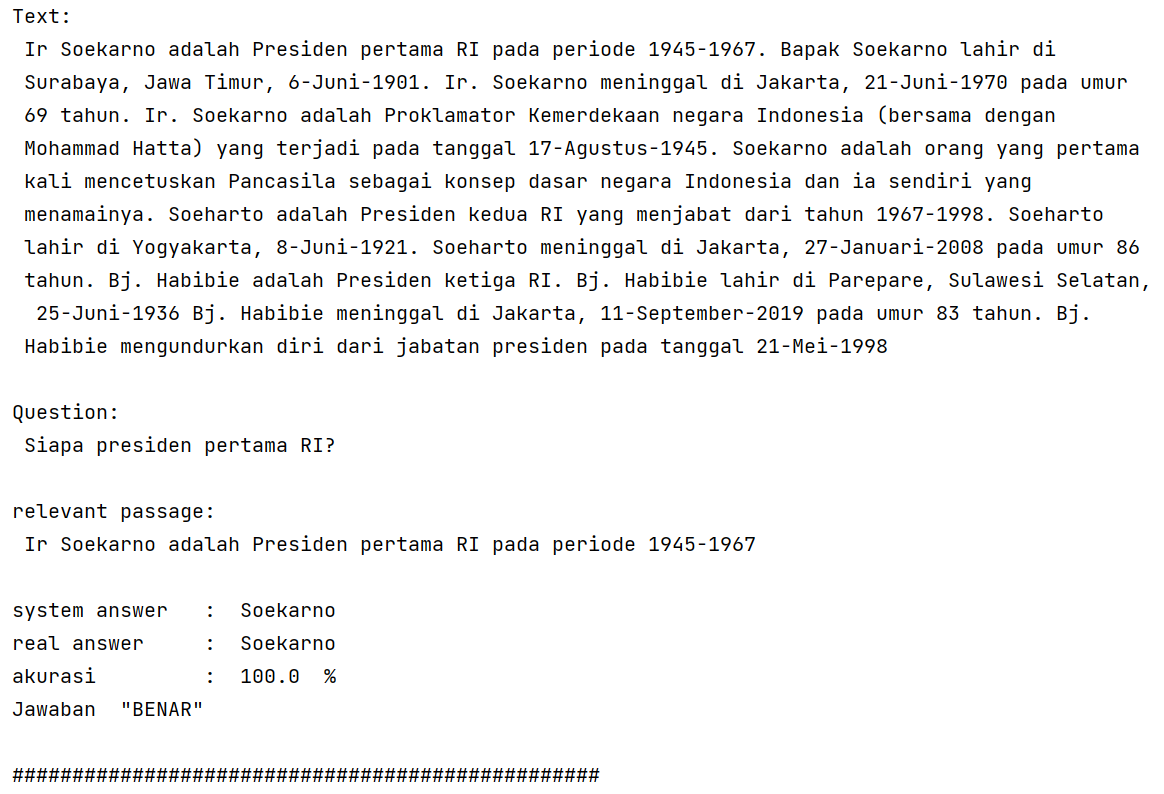 Text:
Ir Soekarno adalah Presiden pertama RI pada periode 1945-1967. Bapak Soekarno lahir di
Surabaya, Jawa Timur, 6-Juni-1901. Ir. Soekarno meninggal di Jakarta, 21-Juni-1970 pada umur
69 tahun. Ir. Soekarno adalah Proklamator Kemerdekaan negara Indonesia (bersama dengan
Mohammad Hatta) yang terjadi pada tanggal 17-Agustus-1945. Soekarno adalah orang yang pertama
kali mencetuskan Pancasila sebagai konsep dasar negara Indonesia dan ia sendiri yang
menamainya. Soeharto adalah Presiden kedua RI yang menjabat dari tahun 1967-1998. Soeharto
lahir di Yogyakarta, 8-Juni-1921. Soeharto meninggal di Jakarta, 27-Januari-2008 pada umur 86
tahun. Bj. Habibie adalah Presiden ketiga RI. Bj. Habibie lahir di Parepare, Sulawesi Selatan,
25-Juni-1936 Bj. Habibie meninggal di Jakarta, 11-September-2019 pada umur 83 tahun. Bj.
Habibie mengundurkan diri dari jabatan presiden pada tanggal 21-Mei-1998
Question:
Siapa presiden pertama RI?
relevant passage:
Ir Soekarno adalah Presiden pertama RI pada periode 1945-1967
system answer : Soekarno
real answer : Soekarno
akurasi : 100.0 %
Jawaban "BENAR"
#################################################